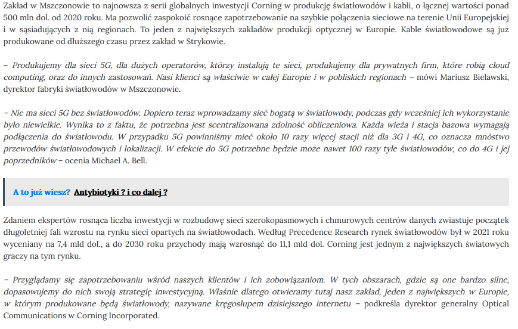 Zakład w Mszczonowie to najnowsza z serii globalnych inwestycji Corning w produkcję światłowodów i kabli, o łącznej wartości ponad
500 mln dol. od 2020 roku. Ma pozwolić zaspokoić rosnące zapotrzebowanie na szybkie połączenia sieciowe na terenie Unii Europejskiej
i w sąsiadujących z nią regionach. To jeden z największych zakładów produkcji optycznej w Europie. Kable światłowodowe są już
produkowane od dłuższego czasu przez zakład w Strykowie.
– Produkujemy dla sieci 5G, dla dużych operatorów, którzy instalują te sieci, produkujemy dla prywatnych firm, które robią cloud
computing, oraz do innych zastosowań. Nasi klienci są właściwie w całej Europie i w pobliskich regionach – mówi Mariusz Bielawski,
dyrektor fabryki światłowodów w Mszczonowie.
– Nie ma sieci 5G bez światłowodów. Dopiero teraz wprowadzamy sieć bogatą w światłowody, podczas gdy wcześniej ich wykorzystanie
było niewielkie. Wynika to z faktu, że potrzebna jest scentralizowana zdolność obliczeniowa. Każda wieża i stacja bazowa wymagają
podłączenia do światłowodu. W przypadku 5G powinniśmy mieć około 10 razy więcej stacji niż dla 3G i 4G, co oznacza mnóstwo
przewodów światłowodowych i lokalizacji. W efekcie do 5G potrzebne będzie może nawet 100 razy tyle światłowodów, co do 4G i jej
poprzedników – ocenia Michael A. Bell.
A to już wiesz? Antybiotyki ? i co dalej ?
Zdaniem ekspertów rosnąca liczba inwestycji w rozbudowę sieci szerokopasmowych i chmurowych centrów danych zwiastuje początek
długoletniej fali wzrostu na rynku sieci opartych na światłowodach. Według Precedence Research rynek światłowodów był w 2021 roku
wyceniany na 7,4 mld dol., a do 2030 roku przychody mają wzrosnąć do 11,1 mld dol. Corning jest jednym z największych światowych
graczy na tym rynku.
– Przyglądamy się zapotrzebowaniu wśród naszych klientów i ich zobowiązaniom. W tych obszarach, gdzie są one bardzo silne,
dopasowujemy do nich swoją strategię inwestycyjną. Właśnie dlatego otwieramy tutaj nasz zakład, jeden z największych w Europie,
w którym produkowane będą światłowody, nazywane kręgosłupem dzisiejszego internetu – podkreśla dyrektor generalny Optical
Communications w Corning Incorporated.